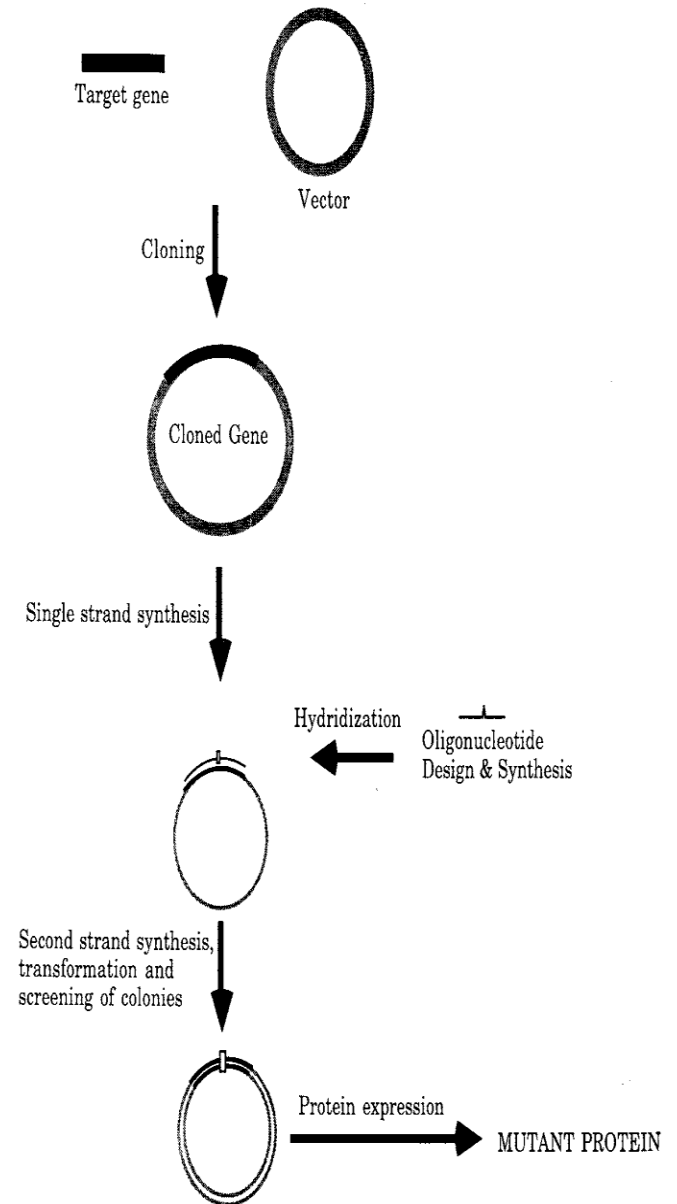 Target gene
Vector
Cloning
Cloned Gene
Single strand synthesis
Hydridization
Oligonucleotide
Design & Synthesis
Second strand synthesis,
transformation and
screening of colonies
Protein expression
MUTANT PROTEIN